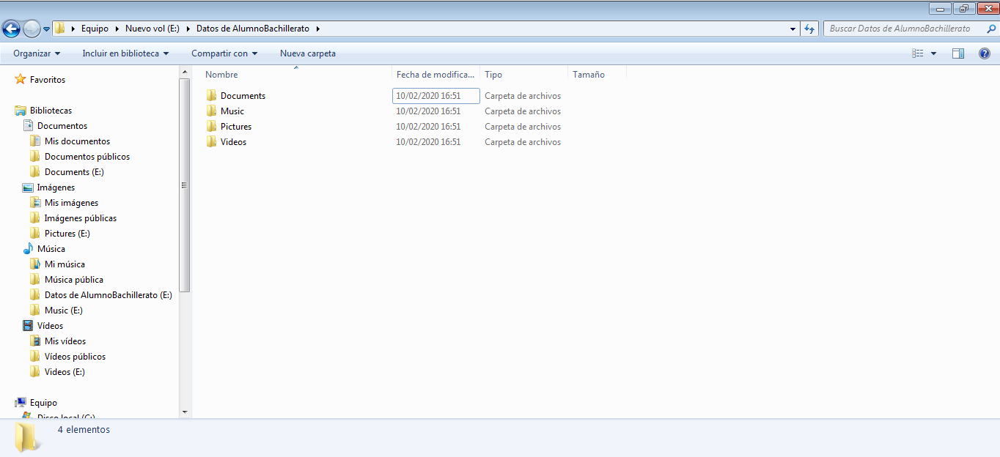 Equipo Nuevo vol (E:) Datos de AlumnoBachillerato
Buscar Datos de AlumnoBachillerato
Organizar Incluir en biblioteca Compartir con Nueva carpeta
Favoritos
Bibliotecas
Documentos
Mis documentos
Documentos públicos
Documents (E:)
Imágenes
Mis imágenes
Imágenes públicas
Pictures (E:)
Música
Mi música
Música pública
Datos de AlumnoBachillerato (E:)
Music (E:)
Vídeos
Mis vídeos
Vídeos públicos
Videos (E:)
Equipo
Disco local (C:)
Nombre Fecha de modifica... Tipo Tamaño
Documents 10/02/2020 16:51 Carpeta de archivos
Music 10/02/2020 16:51 Carpeta de archivos
Pictures 10/02/2020 16:51 Carpeta de archivos
Videos 10/02/2020 16:51 Carpeta de archivos
4 elementos